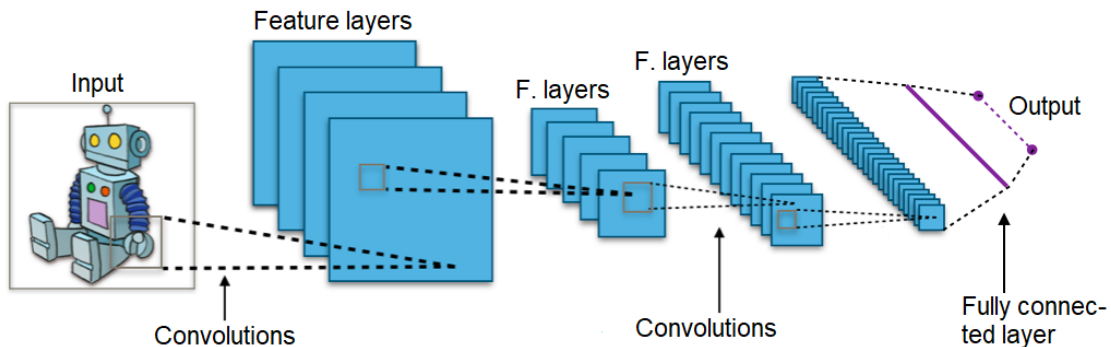 Feature layers
Input
F. layers
F. layers
Output
Convolutions
Convolutions
Fully connec-
ted layer